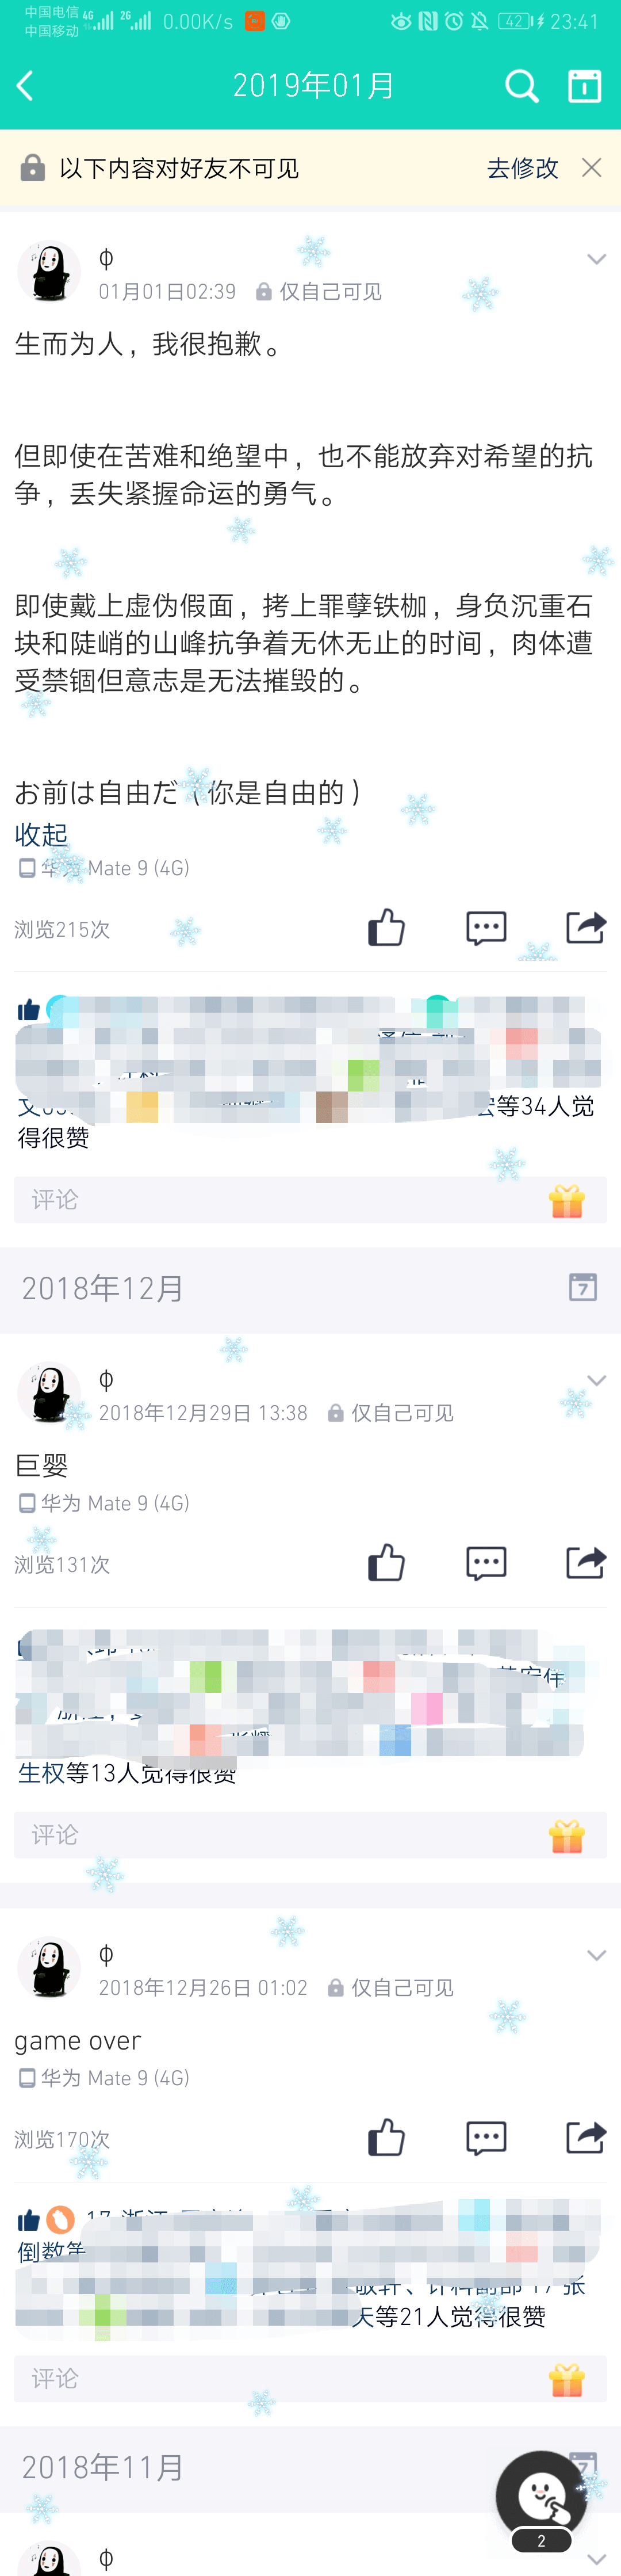 中国电信 4G 2G 0.00K/s 42 23:41
中国移动
2019年01月
以下内容对好友不可见 去修改
ф
01月01日02:39 仅自己可见
生而为人，我很抱歉。
但即使在苦难和绝望中，也不能放弃对希望的抗
争，丢失紧握命运的勇气。
即使戴上虚伪假面，拷上罪孽铁枷，身负沉重石
块和陡峭的山峰抗争着无休无止的时间，肉体遭
受禁锢但意志是无法摧毁的。
お前は自由だ（你是自由的）
收起
华为 Mate 9 (4G)
浏览215次
等34人觉
得很赞
评论
2018年12月
7
ф
2018年12月29日 13:38 仅自己可见
巨婴
华为 Mate 9 (4G)
浏览131次
生权等13人觉得很赞
评论
ф
2018年12月26日 01:02 仅自己可见
game over
华为 Mate 9 (4G)
浏览170次
倒数
17 张
天等21人觉得很赞
评论
2018年11月
7
2
ф